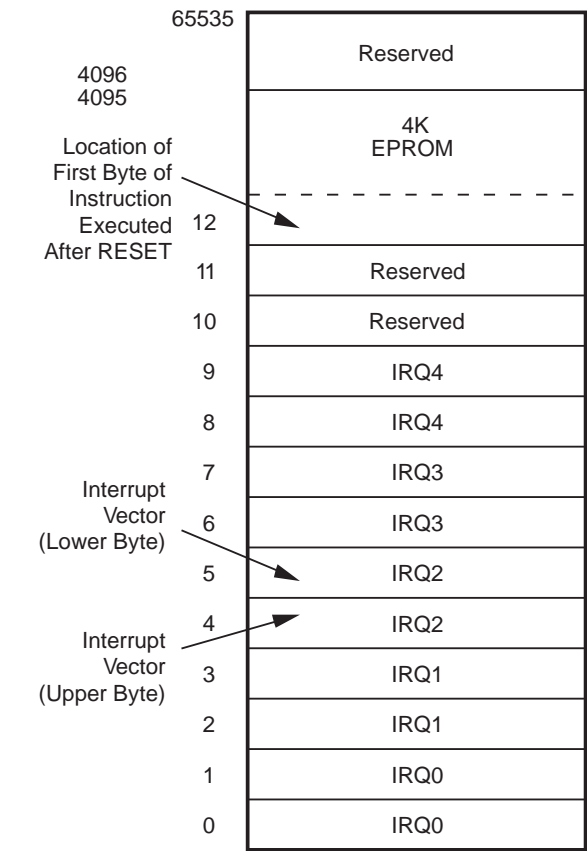 65535
Reserved
4096
4095
4K
EPROM
Location of
First Byte of
Instruction
Executed
After RESET
12
11
Reserved
10
Reserved
9
IRQ4
8
IRQ4
7
IRQ3
Interrupt
Vector
(Lower Byte)
6
IRQ3
5
IRQ2
4
IRQ2
Interrupt
Vector
(Upper Byte)
3
IRQ1
2
IRQ1
1
IRQ0
0
IRQ0